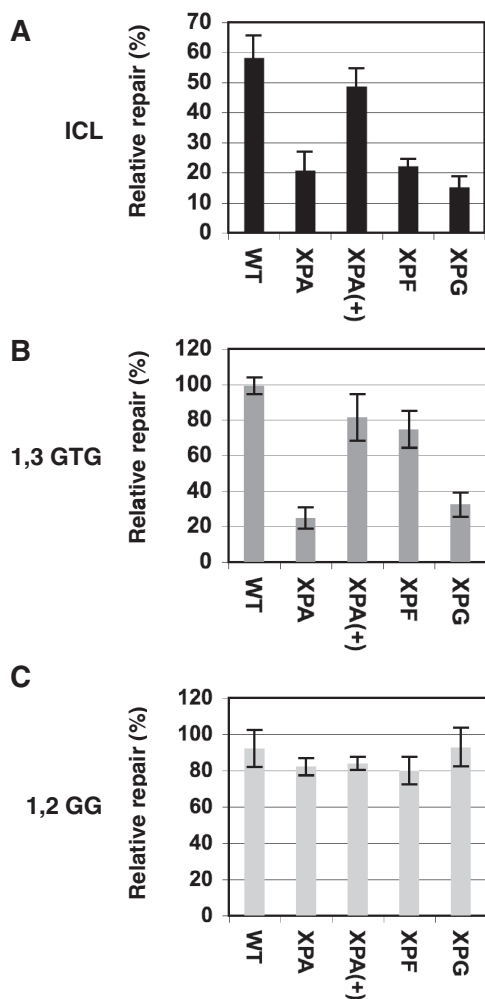 A
ICL
Relative repair (%)
70
60
50
40
30
20
10
0
WT
XPA
XPA(+)
XPF
XPG
B
1,3 GTG
Relative repair (%)
120
100
80
60
40
20
0
WT
XPA
XPA(+)
XPF
XPG
C
1,2 GG
Relative repair (%)
120
100
80
60
40
20
0
WT
XPA
XPA(+)
XPF
XPG